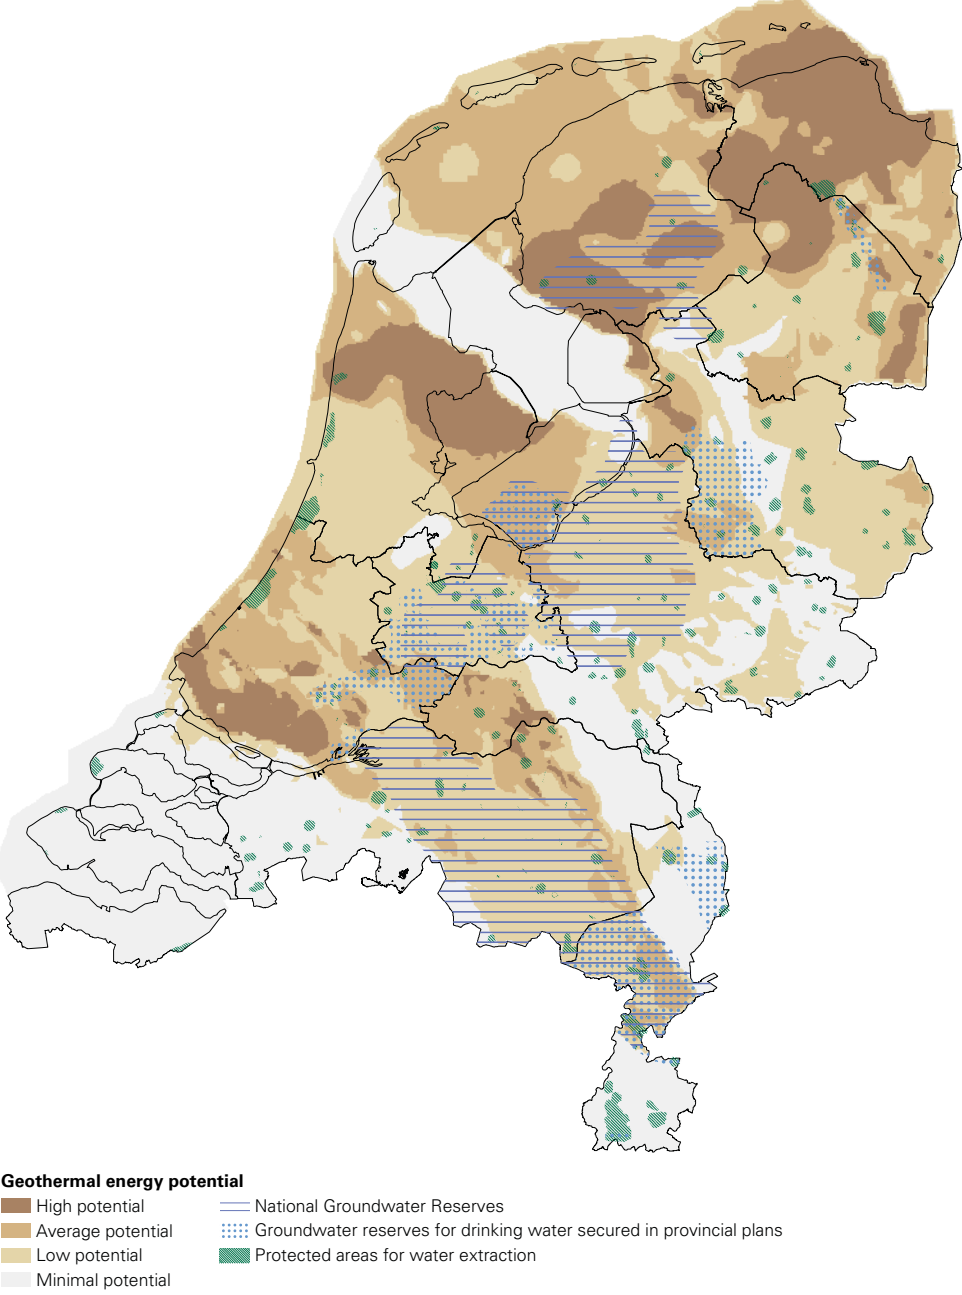 Geothermal energy potential
High potential
National Groundwater Reserves
Average potential
Groundwater reserves for drinking water secured in provincial plans
Low potential
Protected areas for water extraction
Minimal potential